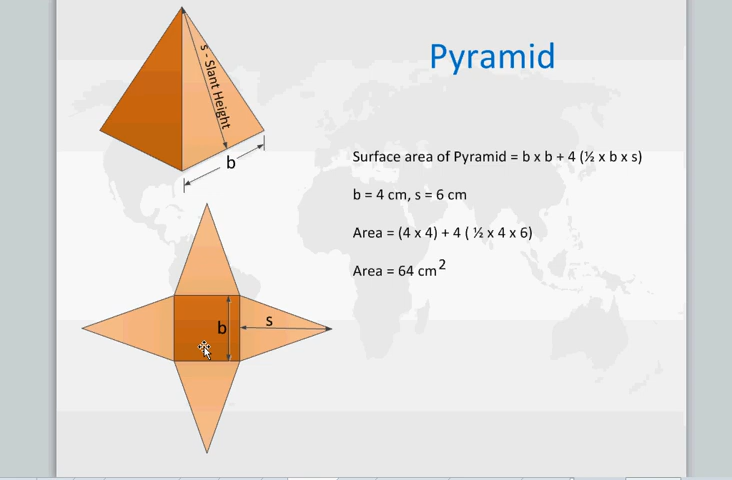 Pyramid
s - Slant Height
b
Surface area of Pyramid = b x b + 4 (½ x b x s)
b = 4 cm, s = 6 cm
Area = (4 x 4) + 4 ( ½ x 4 x 6)
Area = 64 cm²
b
s